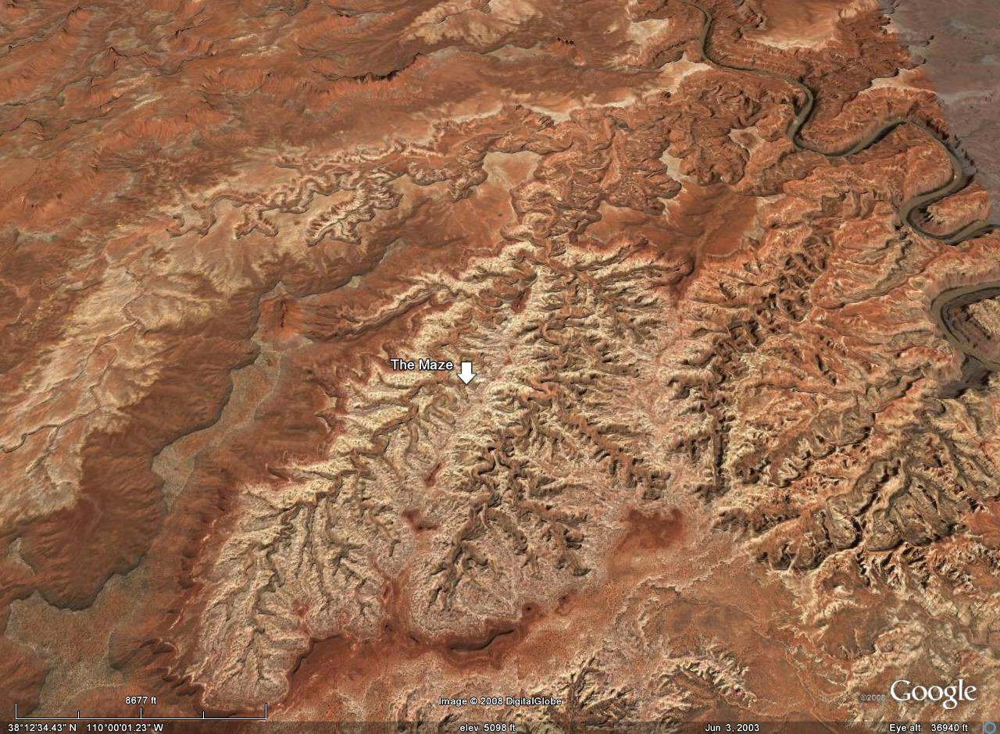 The Maze
8677 ft
Image © 2008 DigitalGlobe
©2008 Google
38°12'34.43" N 110°00'01.23" W
elev 5098 ft
Jun 3, 2003
Eye alt 36940 ft